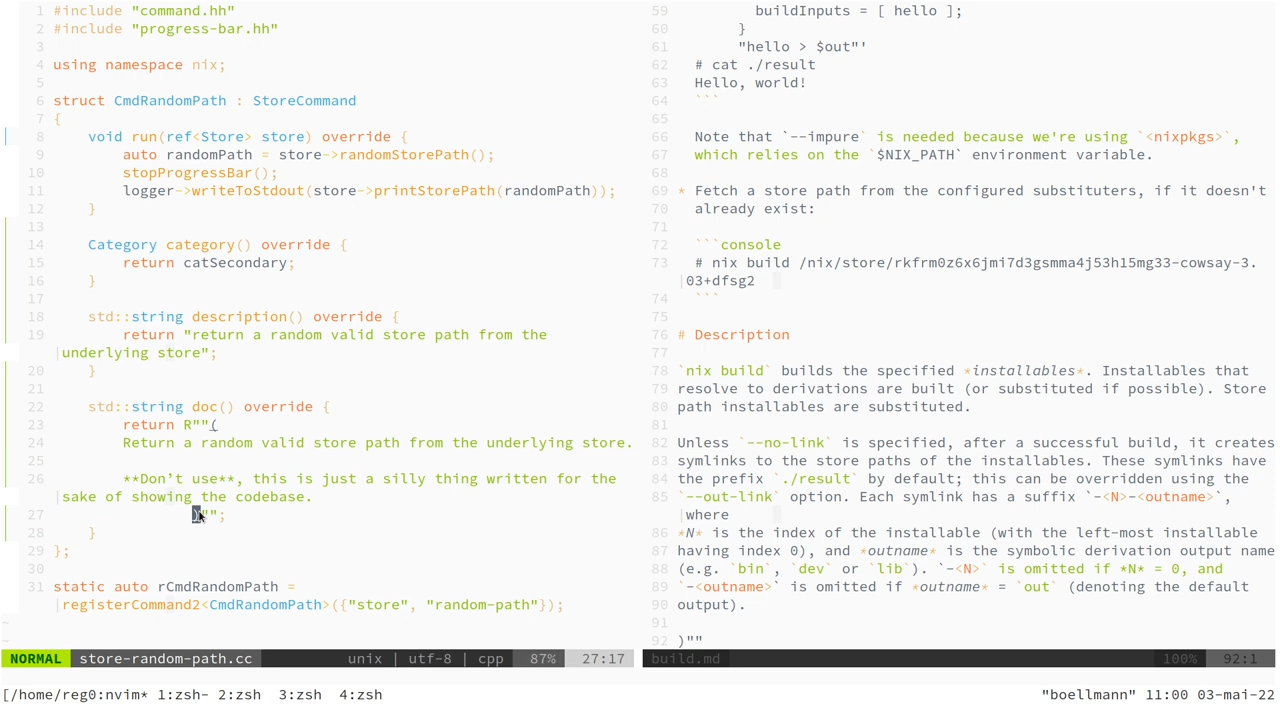 1 #include "command.hh"
2 #include "progress-bar.hh"
3
4 using namespace nix;
5
6 struct CmdRandomPath : StoreCommand
7 {
8     void run(ref<Store> store) override {
9         auto randomPath = store->randomStorePath();
10         stopProgressBar();
11         logger->writeToStdout(store->printStorePath(randomPath));
12     }
13
14     Category category() override {
15         return catSecondary;
16     }
17
18     std::string description() override {
19         return "return a random valid store path from the
|underlying store";
20     }
21
22     std::string doc() override {
23         return R""(
24         Return a random valid store path from the underlying store.
25
26         **Don’t use**, this is just a silly thing written for the
|sake of showing the codebase.
27                 )"";
28     }
29 };
30
31 static auto rCmdRandomPath =
|registerCommand2<CmdRandomPath>({"store", "random-path"});
~
~
NORMAL store-random-path.cc unix | utf-8 | cpp 87% 27:17
59          buildInputs = [ hello ];
60        }
61        "hello > $out"'
62   # cat ./result
63   Hello, world!
64   ```
65
66   Note that `--impure` is needed because we're using `<nixpkgs>`,
67   which relies on the `$NIX_PATH` environment variable.
68
69 * Fetch a store path from the configured substituters, if it doesn't
70   already exist:
71
72   ```console
73   # nix build /nix/store/rkfrm0z6x6jmi7d3gsmma4j53h15mg33-cowsay-3.
|03+dfsg2
74   ```
75
76 # Description
77
78 `nix build` builds the specified *installables*. Installables that
79 resolve to derivations are built (or substituted if possible). Store
80 path installables are substituted.
81
82 Unless `--no-link` is specified, after a successful build, it creates
83 symlinks to the store paths of the installables. These symlinks have
84 the prefix `./result` by default; this can be overridden using the
85 `--out-link` option. Each symlink has a suffix `-<N>-<outname>`,
|where
86 *N* is the index of the installable (with the left-most installable
87 having index 0), and *outname* is the symbolic derivation output name
88 (e.g. `bin`, `dev` or `lib`). `-<N>` is omitted if *N* = 0, and
89 `-<outname>` is omitted if *outname* = `out` (denoting the default
90 output).
91
92 )""
build.md 100% 92:1
[/home/reg0:nvim* 1:zsh- 2:zsh  3:zsh  4:zsh
"boellmann" 11:00 03-mai-22